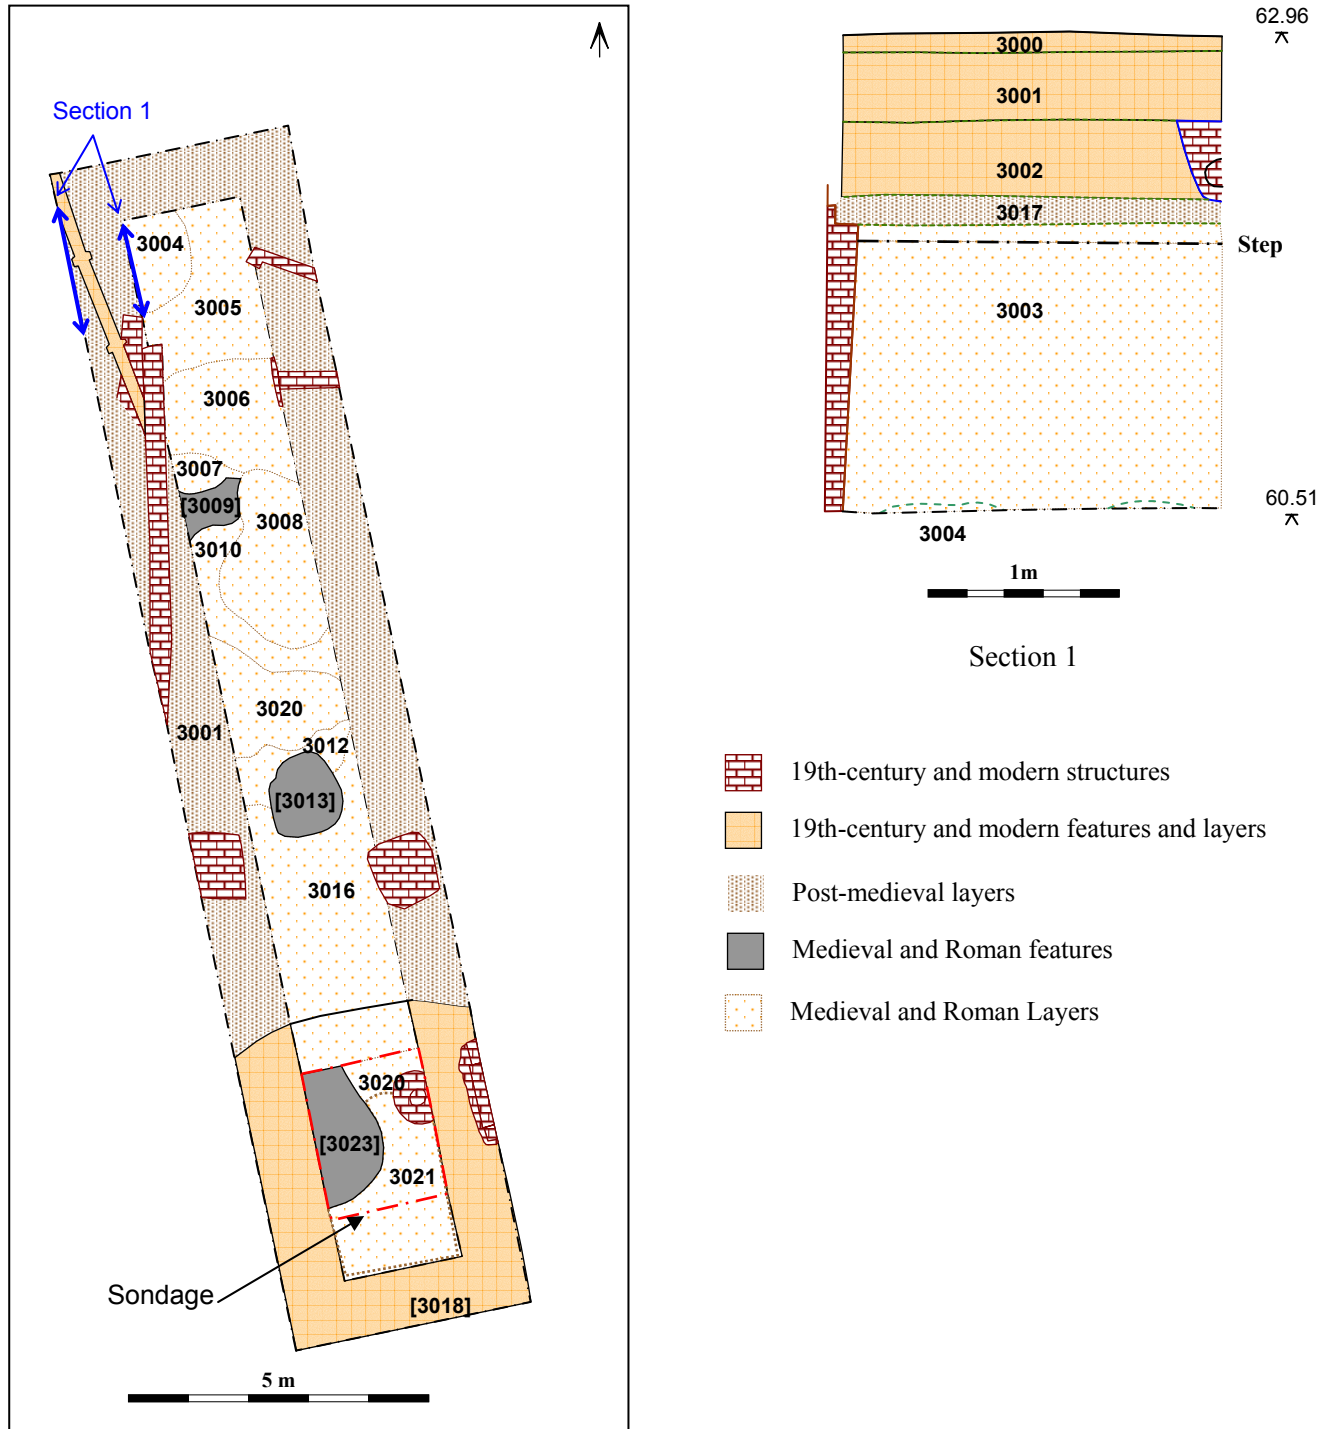 Section 1
3004
3005
3006
3007
[3009]
3008
3010
3020
3012
3001
[3013]
3016
3020
[3023]
3021
Sondage
[3018]
5 m
62.96
3000
3001
3002
3017
Step
3003
60.51
3004
1m
Section 1
19th-century and modern structures
19th-century and modern features and layers
Post-medieval layers
Medieval and Roman features
Medieval and Roman Layers